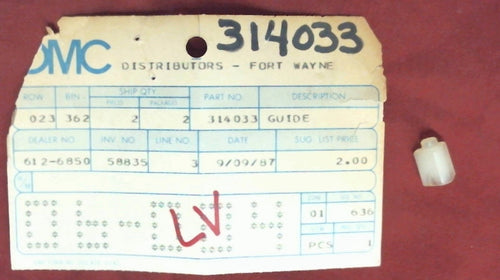 314033
OMC DISTRIBUTORS - FORT WAYNE
ROW BIN SHIP QTY PART NO. DESCRIPTION
PIECES PACKAGES
023 362 2 2 314033 GUIDE
DEALER NO. INV. NO. LINE NO. DATE SUG. LIST PRICE
612-6850 58835 3 9/09/87 2.00
LV
01 636
PCS 1